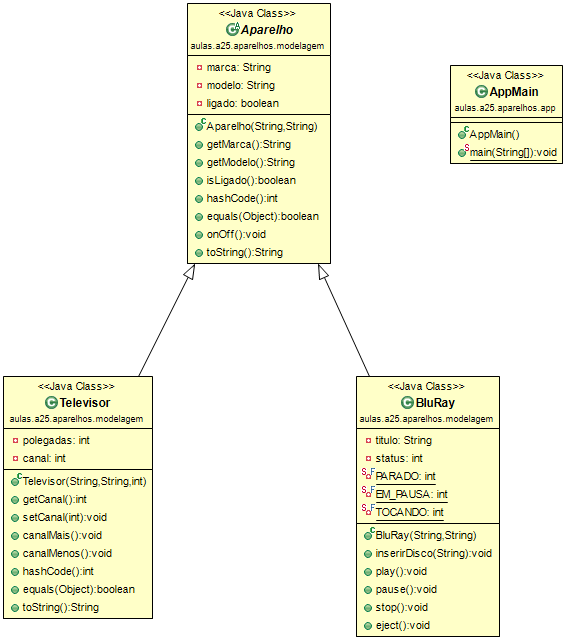 <<Java Class>>
Aparelho
aulas.a25.aparelhos.modelagem
marca: String
modelo: String
ligado: boolean
Aparelho(String,String)
getMarca():String
getModelo():String
isLigado():boolean
hashCode():int
equals(Object):boolean
onOff():void
toString():String
<<Java Class>>
AppMain
aulas.a25.aparelhos.app
AppMain()
main(String[]):void
<<Java Class>>
Televisor
aulas.a25.aparelhos.modelagem
polegadas: int
canal: int
Televisor(String,String,int)
getCanal():int
setCanal(int):void
canalMais():void
canalMenos():void
hashCode():int
equals(Object):boolean
toString():String
<<Java Class>>
BluRay
aulas.a25.aparelhos.modelagem
titulo: String
status: int
PARADO: int
EM_PAUSA: int
TOCANDO: int
BluRay(String,String)
inserirDisco(String):void
play():void
pause():void
stop():void
eject():void